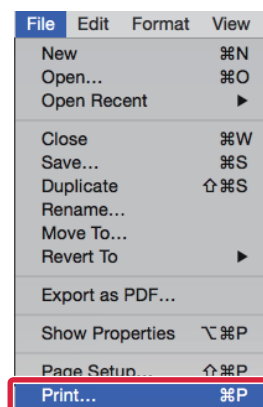 File Edit Format View
New ⌘N
Open... ⌘O
Open Recent ▶
Close ⌘W
Save... ⌘S
Duplicate ⇧⌘S
Rename...
Move To...
Revert To ▶
Export as PDF...
Show Properties ⌥⌘P
Page Setup... ⇧⌘P
Print... ⌘P